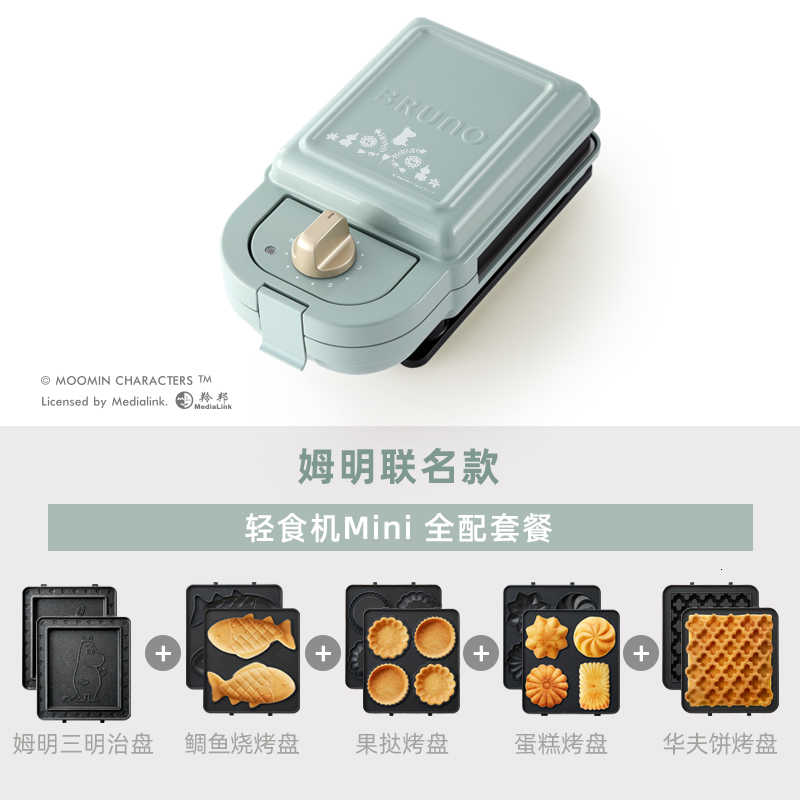 BRUNO
© MOOMIN CHARACTERS ™
Licensed by Medialink.
羚邦
MediaLink
姆明联名款
轻食机Mini 全配套餐
姆明三明治盘
鲷鱼烧烤盘
果挞烤盘
蛋糕烤盘
华夫饼烤盘